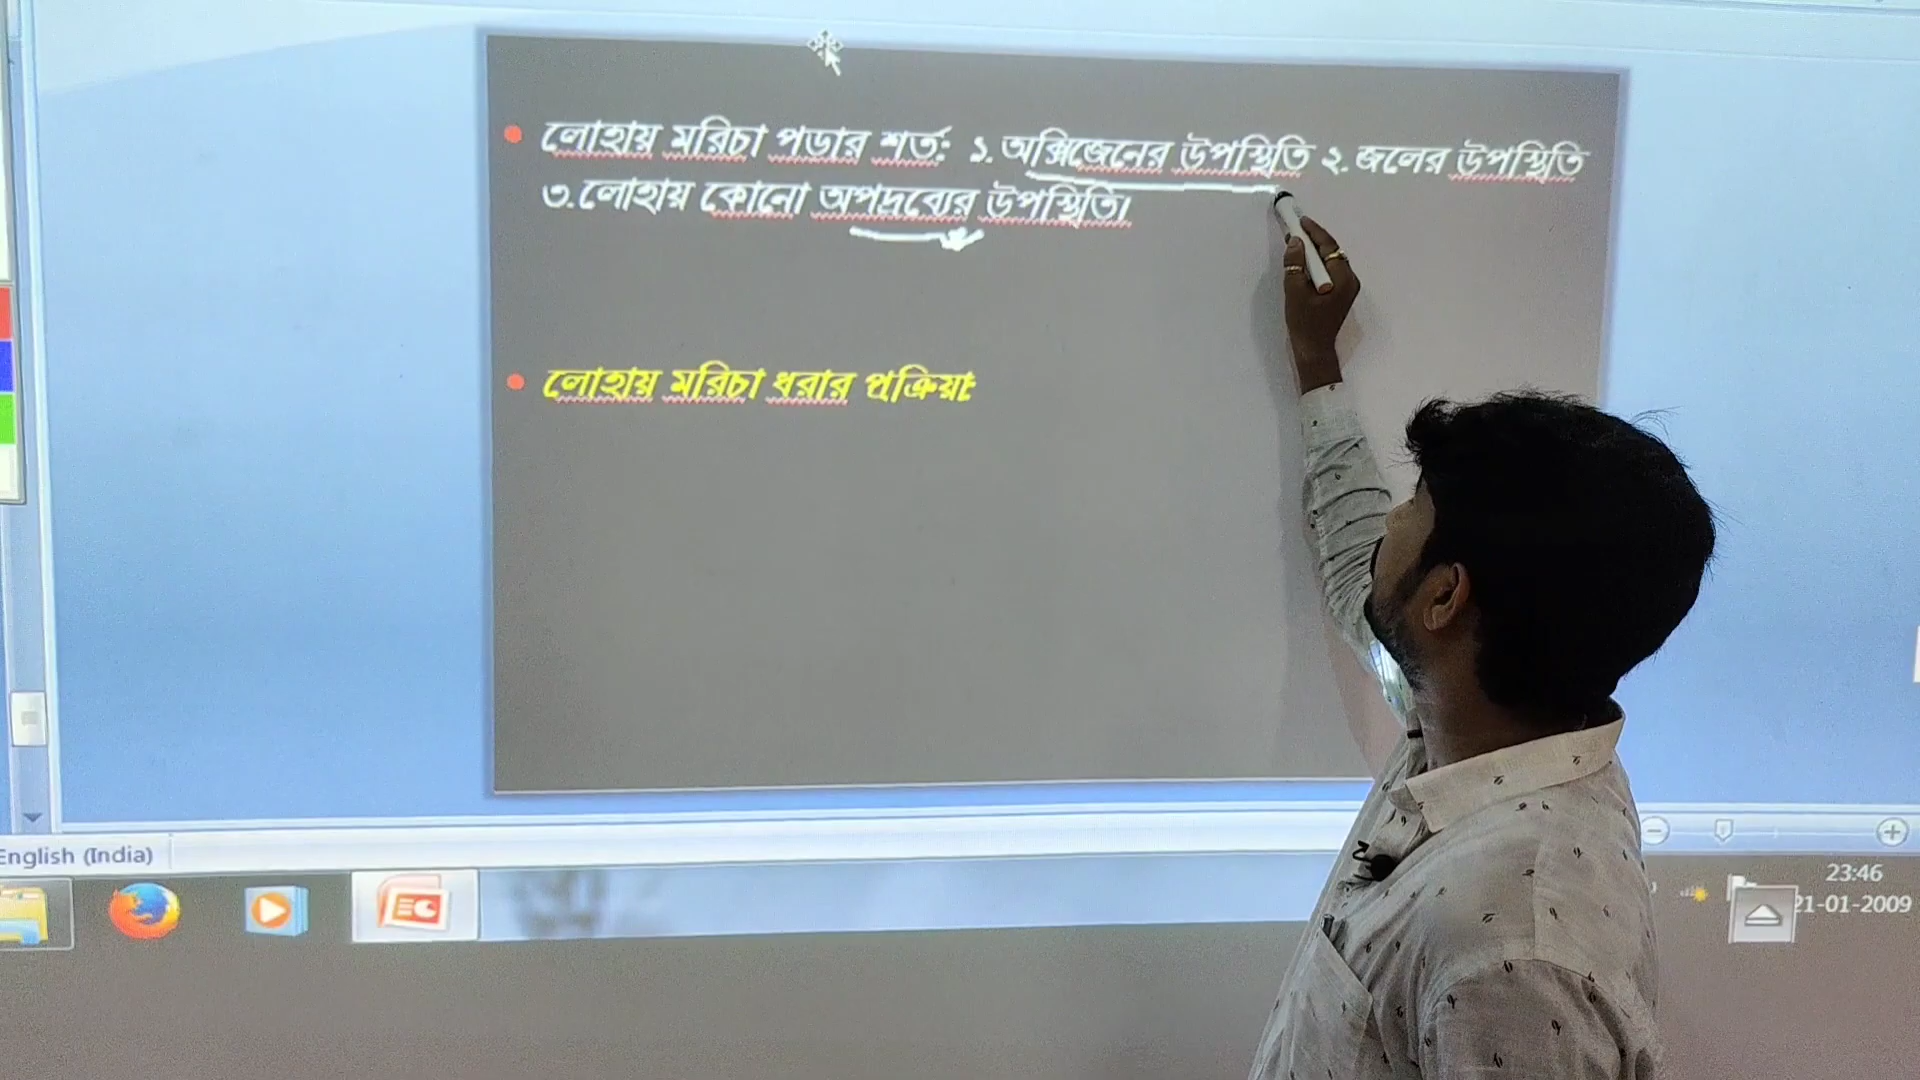 লোহায় মরিচা পডার শর্ত: ১. অক্সিজেনের উপস্থিতি ২. জলের উপস্থিতি
৩. লোহায় কোনো অপদ্রব্যের উপস্থিতি।
লোহায় মরিচা ধরার প্রক্রিয়া:
English (India)
23:46
21-01-2009